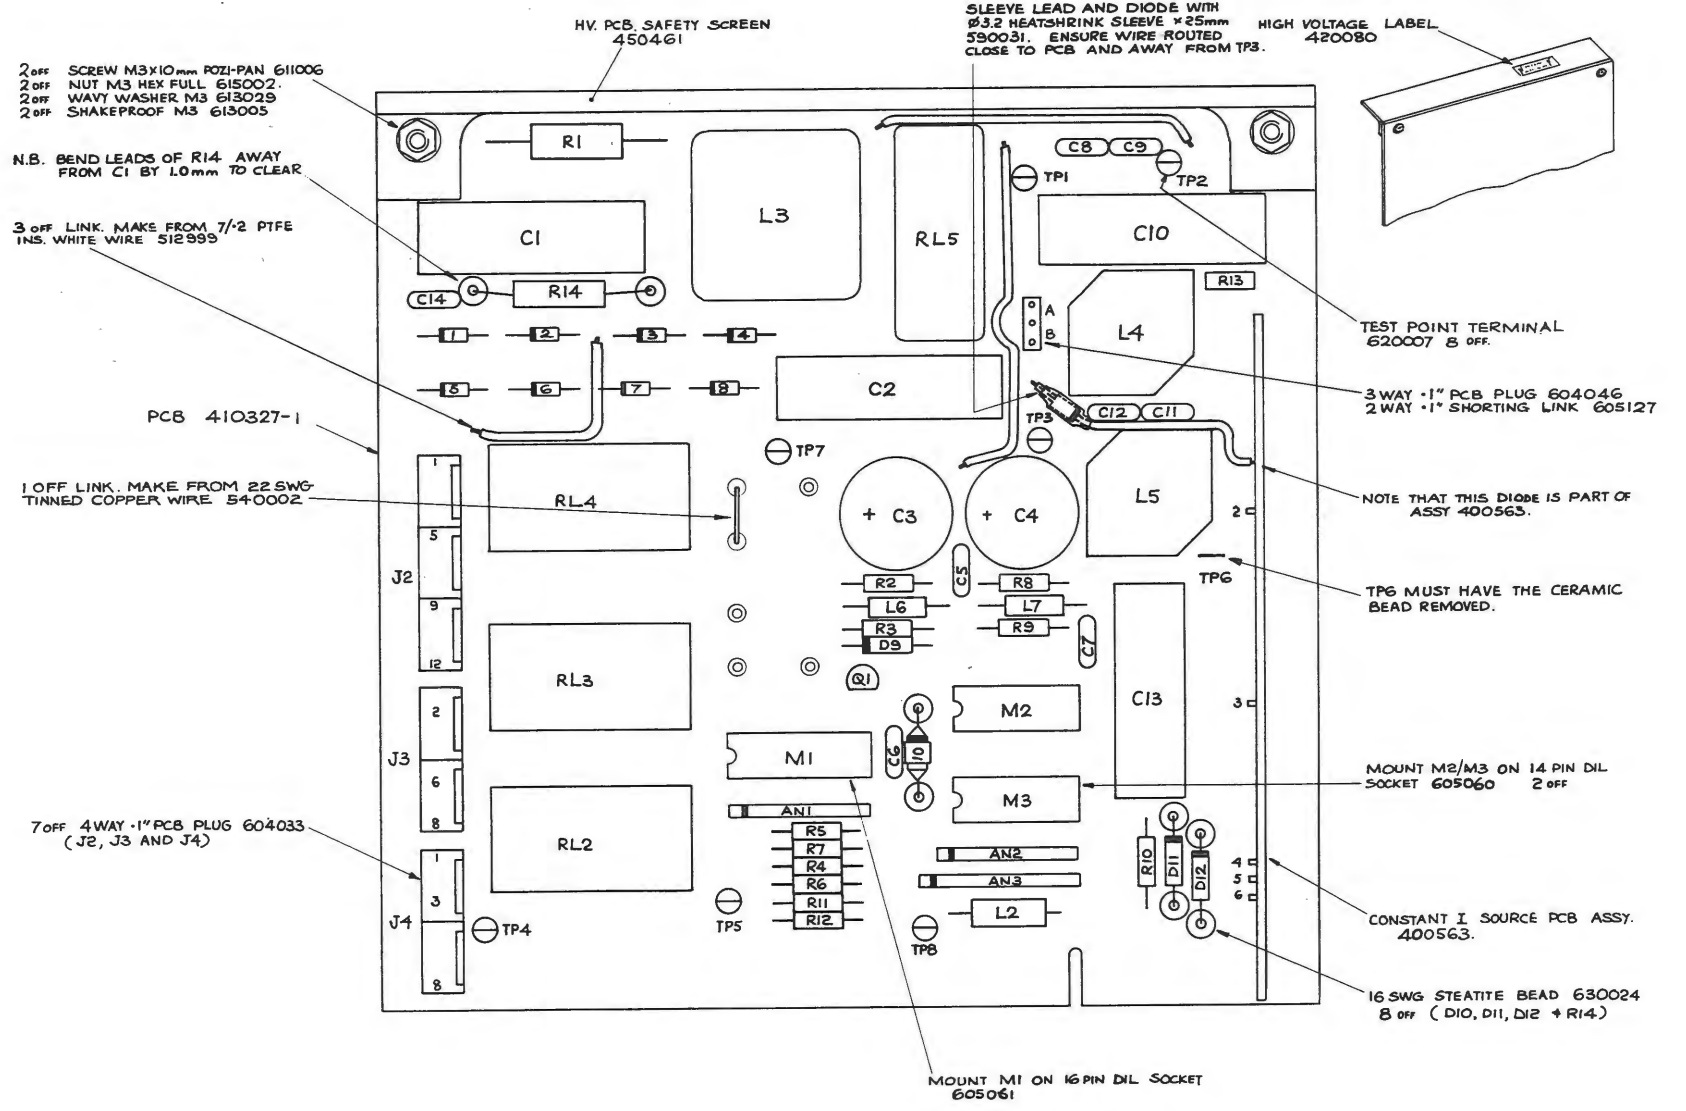 HV. PCB. SAFETY SCREEN
450461
SLEEVE LEAD AND DIODE WITH
Ø3.2 HEATSHRINK SLEEVE × 25mm
590031. ENSURE WIRE ROUTED
CLOSE TO PCB AND AWAY FROM TP3.
HIGH VOLTAGE LABEL
420080
2 OFF SCREW M3X10mm POZI-PAN 611006
2 OFF NUT M3 HEX FULL 615002.
2 OFF WAVY WASHER M3 613029
2 OFF SHAKEPROOF M3 613005
N.B. BEND LEADS OF R14 AWAY
FROM C1 BY 1.0mm TO CLEAR
3 OFF LINK. MAKE FROM 7/·2 PTFE
INS. WHITE WIRE 512999
PCB 410327-1
1 OFF LINK. MAKE FROM 22 SWG
TINNED COPPER WIRE 540002
7 OFF 4 WAY ·1" PCB PLUG 604033
(J2, J3 AND J4)
R1
L3
RL5
C8
C9
TP1
TP2
C1
C10
C14
R14
R13
A
B
L4
1
2
3
4
5
6
7
8
C2
C12
C11
TP3
TP7
RL4
+ C3
+ C4
L5
2
TP6
J2
1
5
9
12
R2
C5
R8
L6
L7
R3
R9
D9
C7
RL3
Q1
M2
C13
3
J3
2
6
8
M1
C6
10
M3
AN1
RL2
R5
R7
R4
R6
R11
R12
AN2
AN3
R10
D11
D12
4
5
6
J4
1
3
8
TP4
TP5
L2
TP8
TEST POINT TERMINAL
620007 8 OFF.
3 WAY ·1" PCB PLUG 604046
2 WAY ·1" SHORTING LINK 605127
NOTE THAT THIS DIODE IS PART OF
ASSY 400563.
TP6 MUST HAVE THE CERAMIC
BEAD REMOVED.
MOUNT M2/M3 ON 14 PIN DIL
SOCKET 605060 2 OFF
CONSTANT I SOURCE PCB ASSY.
400563.
16 SWG STEATITE BEAD 630024
8 OFF (D10, D11, D12 + R14)
MOUNT M1 ON 16 PIN DIL SOCKET
605061